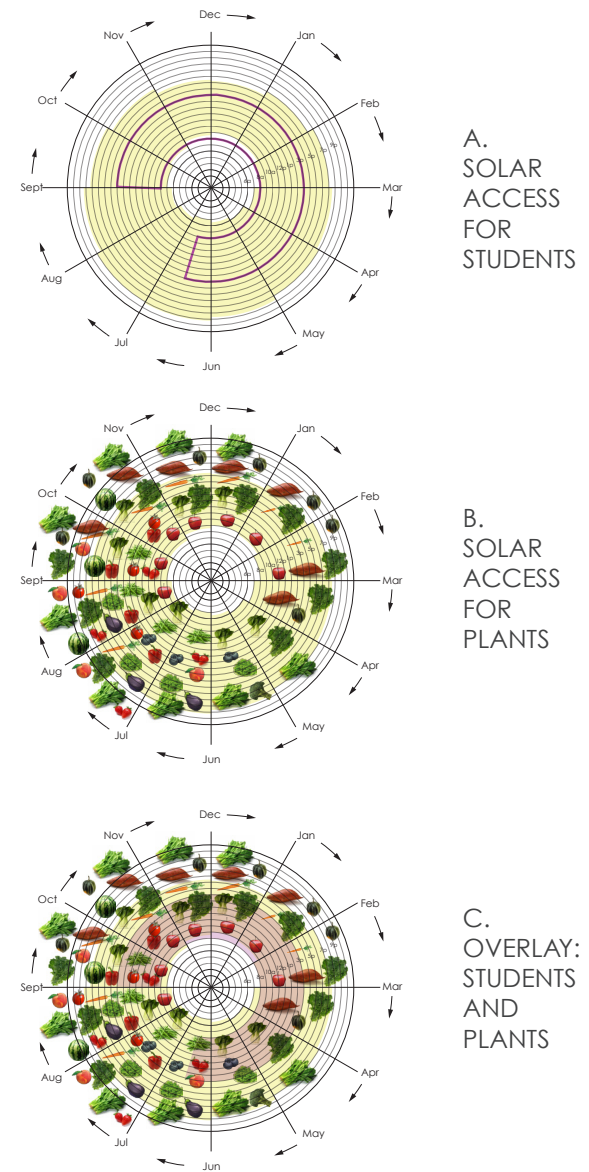 Dec
Nov
Jan
Oct
Feb
Sept
Mar
Aug
Apr
Jul
May
Jun
A.
SOLAR
ACCESS
FOR
STUDENTS
Dec
Nov
Jan
Oct
Feb
Sept
Mar
Aug
Apr
Jul
May
Jun
B.
SOLAR
ACCESS
FOR
PLANTS
Dec
Nov
Jan
Oct
Feb
Sept
Mar
Aug
Apr
Jul
May
Jun
C.
OVERLAY:
STUDENTS
AND
PLANTS